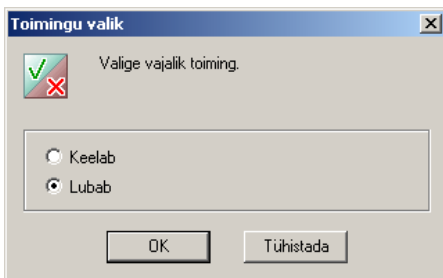 Toimingu valik
Valige vajalik toiming.
Keelab
Lubab
OK
Tühistada